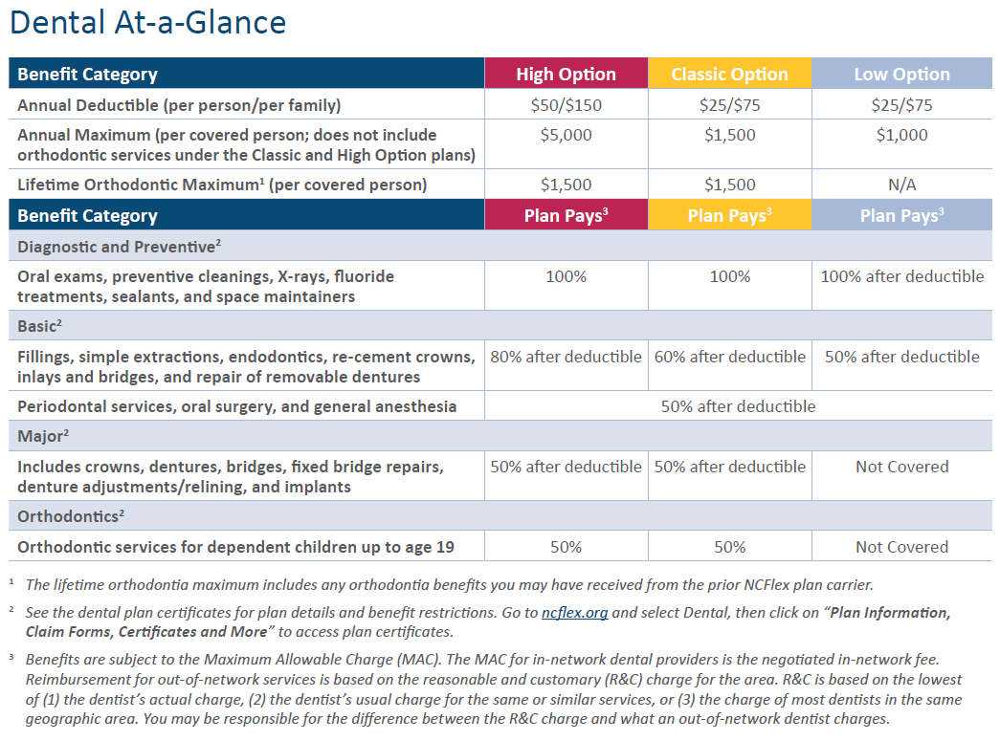 Dental At-a-Glance
Benefit Category High Option Classic Option Low Option
Annual Deductible (per person/per family) $50/$150 $25/$75 $25/$75
Annual Maximum (per covered person; does not include $5,000 $1,500 $1,000
orthodontic services under the Classic and High Option plans)
Lifetime Orthodontic Maximum¹ (per covered person) $1,500 $1,500 N/A
Benefit Category Plan Pays³ Plan Pays³ Plan Pays³
Diagnostic and Preventive²
Oral exams, preventive cleanings, X-rays, fluoride 100% 100% 100% after deductible
treatments, sealants, and space maintainers
Basic²
Fillings, simple extractions, endodontics, re-cement crowns, 80% after deductible 60% after deductible 50% after deductible
inlays and bridges, and repair of removable dentures
Periodontal services, oral surgery, and general anesthesia 50% after deductible
Major²
Includes crowns, dentures, bridges, fixed bridge repairs, 50% after deductible 50% after deductible Not Covered
denture adjustments/relining, and implants
Orthodontics²
Orthodontic services for dependent children up to age 19 50% 50% Not Covered
¹ The lifetime orthodontia maximum includes any orthodontia benefits you may have received from the prior NCFlex plan carrier.
² See the dental plan certificates for plan details and benefit restrictions. Go to ncflex.org and select Dental, then click on “Plan Information,
Claim Forms, Certificates and More” to access plan certificates.
³ Benefits are subject to the Maximum Allowable Charge (MAC). The MAC for in-network dental providers is the negotiated in-network fee.
Reimbursement for out-of-network services is based on the reasonable and customary (R&C) charge for the area. R&C is based on the lowest
of (1) the dentist’s actual charge, (2) the dentist’s usual charge for the same or similar services, or (3) the charge of most dentists in the same
geographic area. You may be responsible for the difference between the R&C charge and what an out-of-network dentist charges.